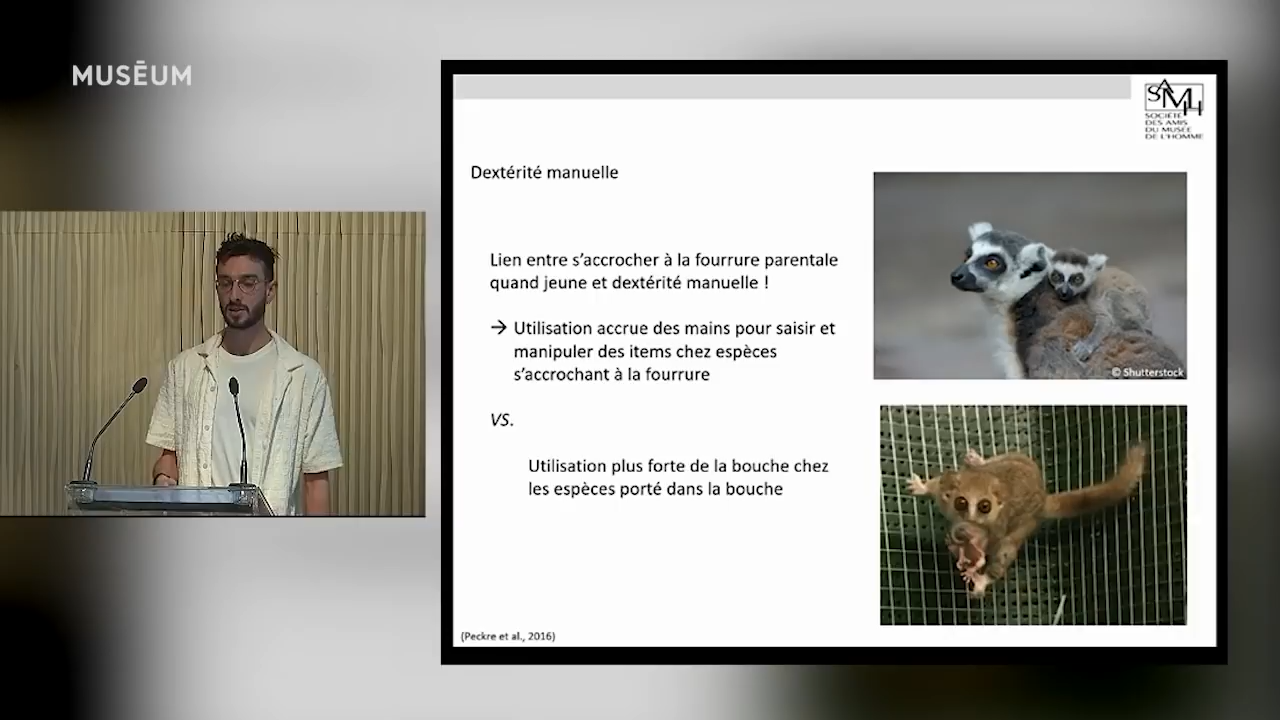 MUSĒUM
SAMH
SOCIÉTÉ
DES AMIS
DU MUSÉE
DE L'HOMME
Dextérité manuelle
Lien entre s'accrocher à la fourrure parentale
quand jeune et dextérité manuelle !
→ Utilisation accrue des mains pour saisir et
manipuler des items chez espèces
s'accrochant à la fourrure
© Shutterstock
VS.
Utilisation plus forte de la bouche chez
les espèces porté dans la bouche
(Peckre et al., 2016)